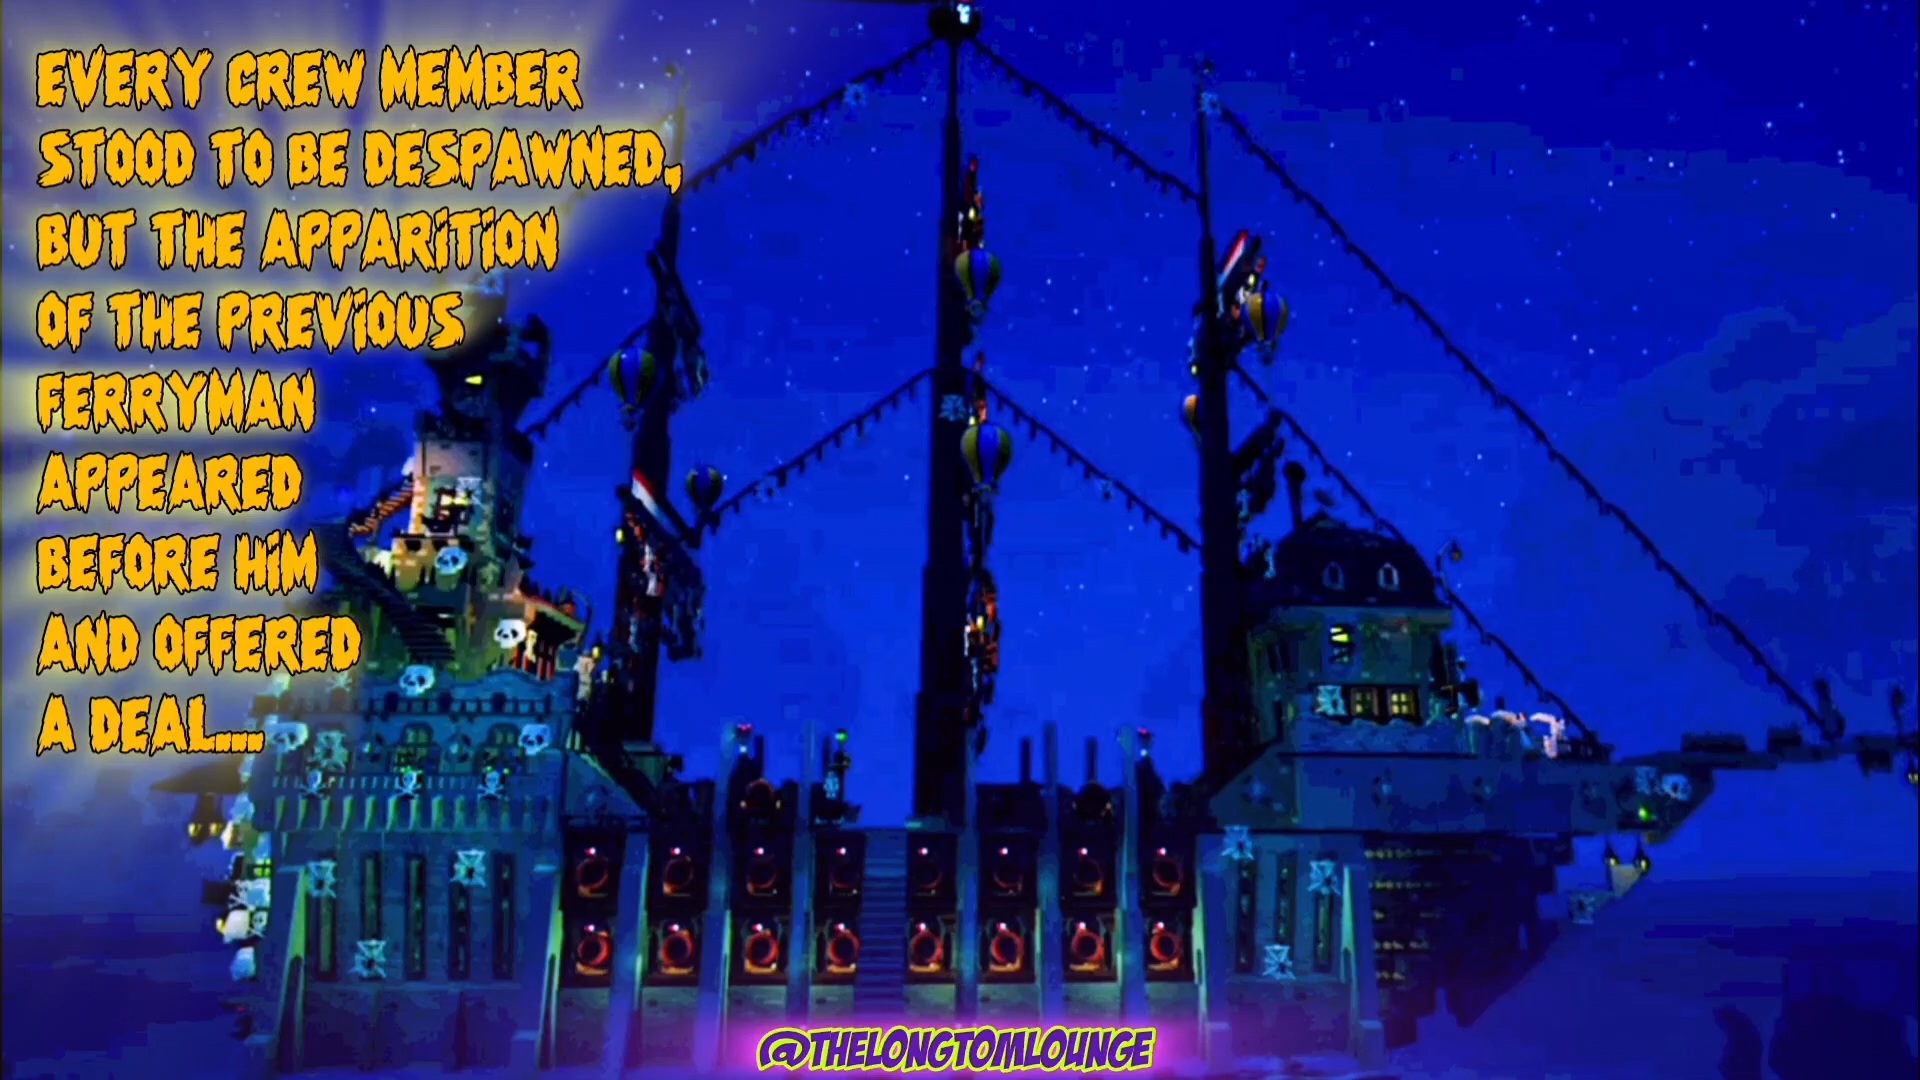 EVERY CREW MEMBER
STOOD TO BE DESPAWNED,
BUT THE APPARITION
OF THE PREVIOUS
FERRYMAN
APPEARED
BEFORE HIM
AND OFFERED
A DEAL...
@THELONGTOMLOUNGE